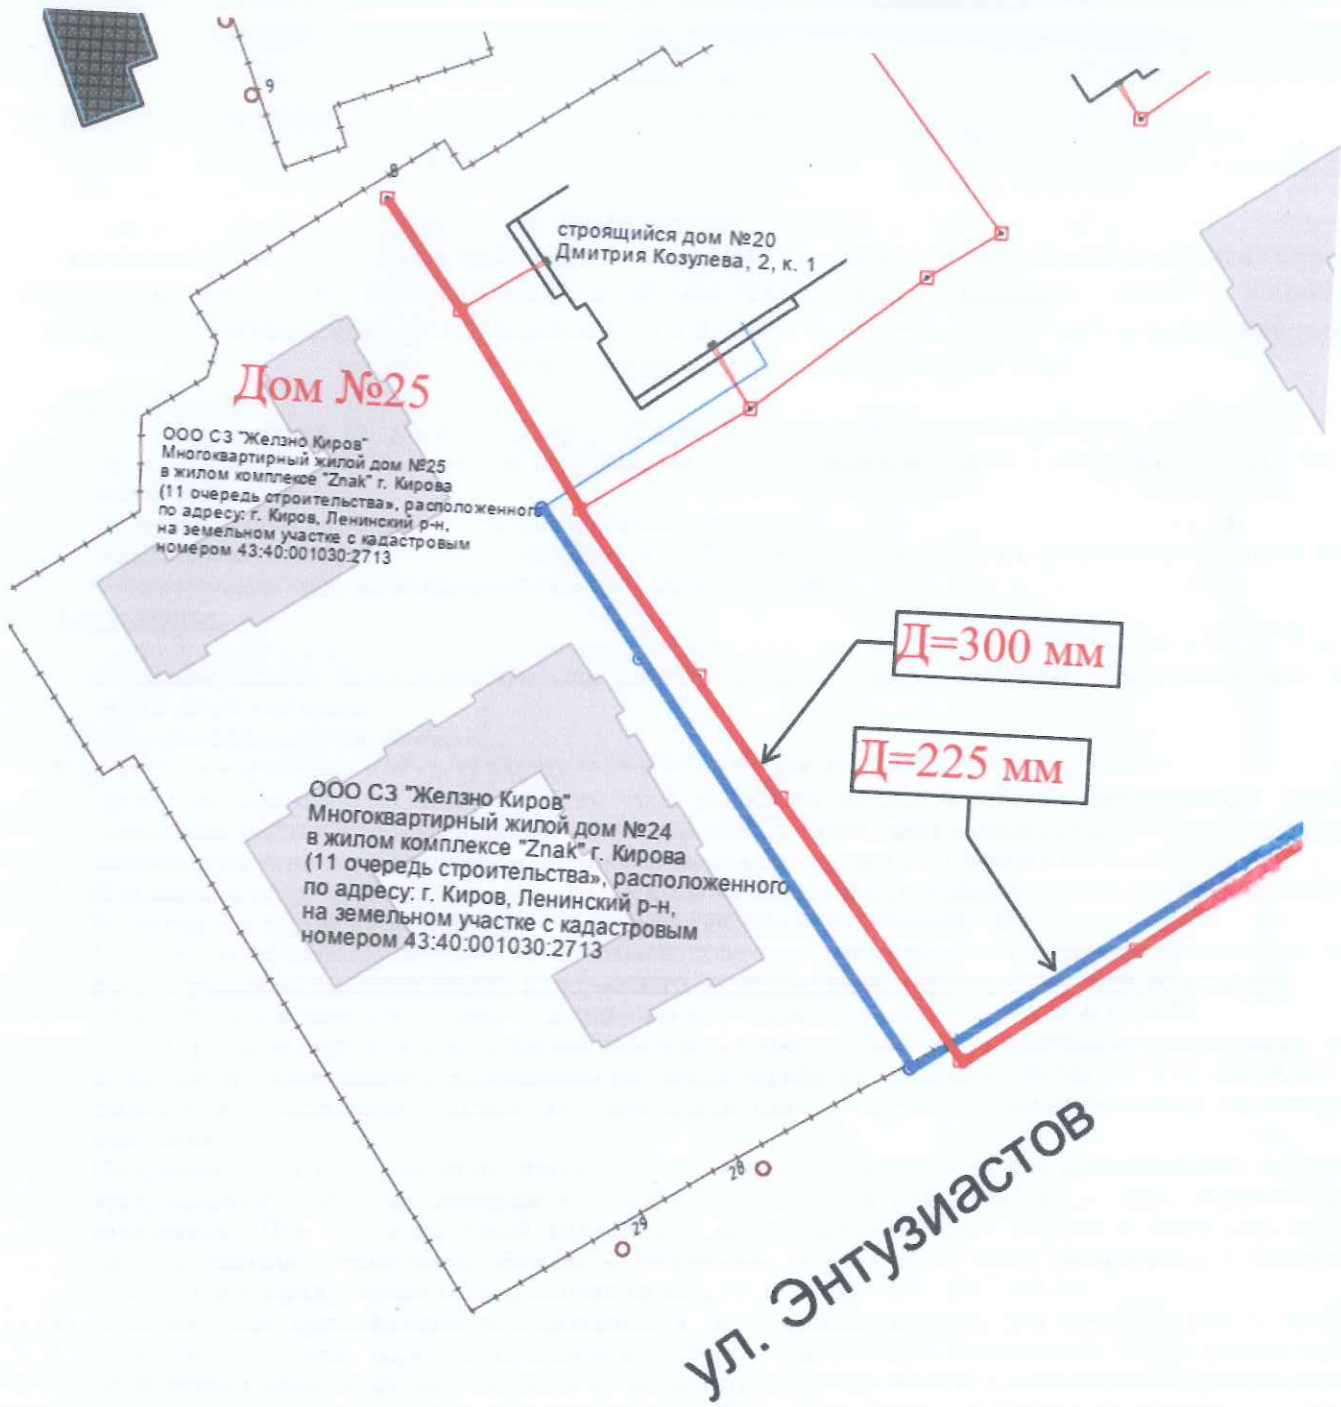 9
8
строящийся дом №20
Дмитрия Козулева, 2, к. 1
Дом №25
ООО СЗ "Желзно Киров"
Многоквартирный жилой дом №25
в жилом комплексе "Znak" г. Кирова
(11 очередь строительства», расположенного
по адресу: г. Киров, Ленинский р-н,
на земельном участке с кадастровым
номером 43:40:001030:2713
Д=300 мм
Д=225 мм
ООО СЗ "Желзно Киров"
Многоквартирный жилой дом №24
в жилом комплексе "Znak" г. Кирова
(11 очередь строительства», расположенного
по адресу: г. Киров, Ленинский р-н,
на земельном участке с кадастровым
номером 43:40:001030:2713
28
29
ул. Энтузиастов